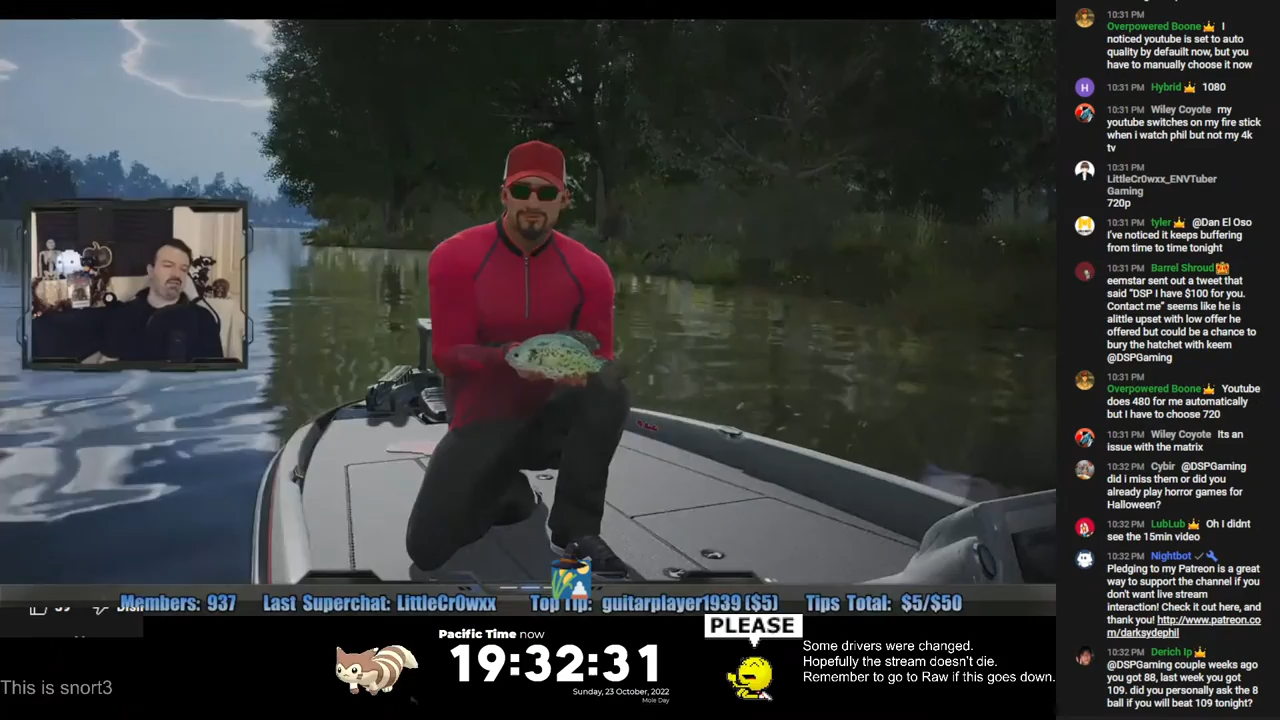 10:31 PM
Overpowered Boone I
noticed youtube is set to auto
quality by defauilt now, but you
have to manually choose it now
H 10:31 PM Hybrid 1080
10:31 PM Wiley Coyote my
youtube switches on my fire stick
when i watch phil but not my 4k
tv
10:31 PM
LittleCr0wxx_ENVTuber
Gaming
720p
10:31 PM tyler @Dan El Oso
I've noticed it keeps buffering
from time to time tonight
10:31 PM Barrel Shroud
eemstar sent out a tweet that
said "DSP I have $100 for you.
Contact me" seems like he is
alittle upset with low offer he
offered but could be a chance to
bury the hatchet with keem
@DSPGaming
10:31 PM
Overpowered Boone Youtube
does 480 for me automatically
but I have to choose 720
10:31 PM Wiley Coyote Its an
issue with the matrix
10:32 PM Cybir @DSPGaming
did i miss them or did you
already play horror games for
Halloween?
10:32 PM LubLub Oh I didnt
see the 15min video
10:32 PM Nightbot
Pledging to my Patreon is a great
way to support the channel if you
don't want live stream
interaction! Check it out here, and
thank you! http://www.patreon.co
m/darksydephil
10:32 PM Derich Ip couple weeks ago
@DSPGaming couple weeks ago
you got 88, last week you got
109. did you personally ask the 8
ball if you will beat 109 tonight?
Members: 937 Last Superchat: LittleCr0wxx Top Tip: guitarplayer1939 ($5) Tips Total: $5/$50
Pacific Time now
19:32:31
Sunday, 23 October, 2022
Mole Day
PLEASE
Some drivers were changed.
Hopefully the stream doesn't die.
Remember to go to Raw if this goes down.
This is snort3